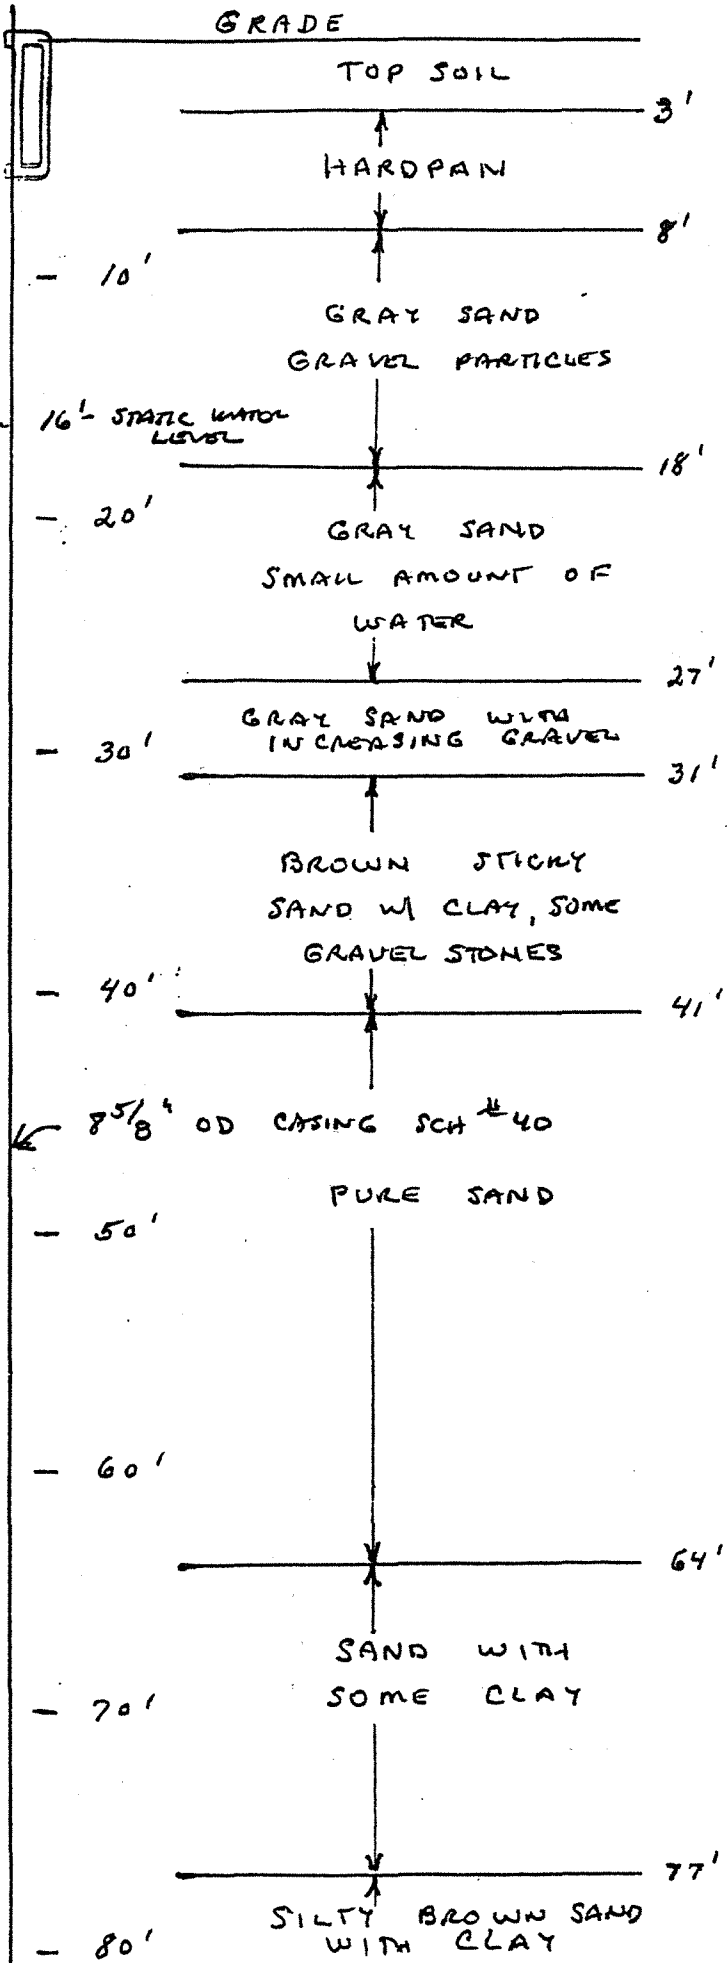 GRADE
TOP SOIL
3'
HARDPAN
8'
10'
GRAY SAND
GRAVEL PARTICLES
16' - STATIC WATER
LEVEL
18'
20'
GRAY SAND
SMALL AMOUNT OF
WATER
27'
GRAY SAND WITH
INCREASING GRAVEL
30'
31'
BROWN STICKY
SAND W/ CLAY, SOME
GRAVEL STONES
40'
41'
8 5/8" OD CASING SCH #40
PURE SAND
50'
60'
64'
SAND WITH
SOME CLAY
70'
77'
SILTY BROWN SAND
WITH CLAY
80'